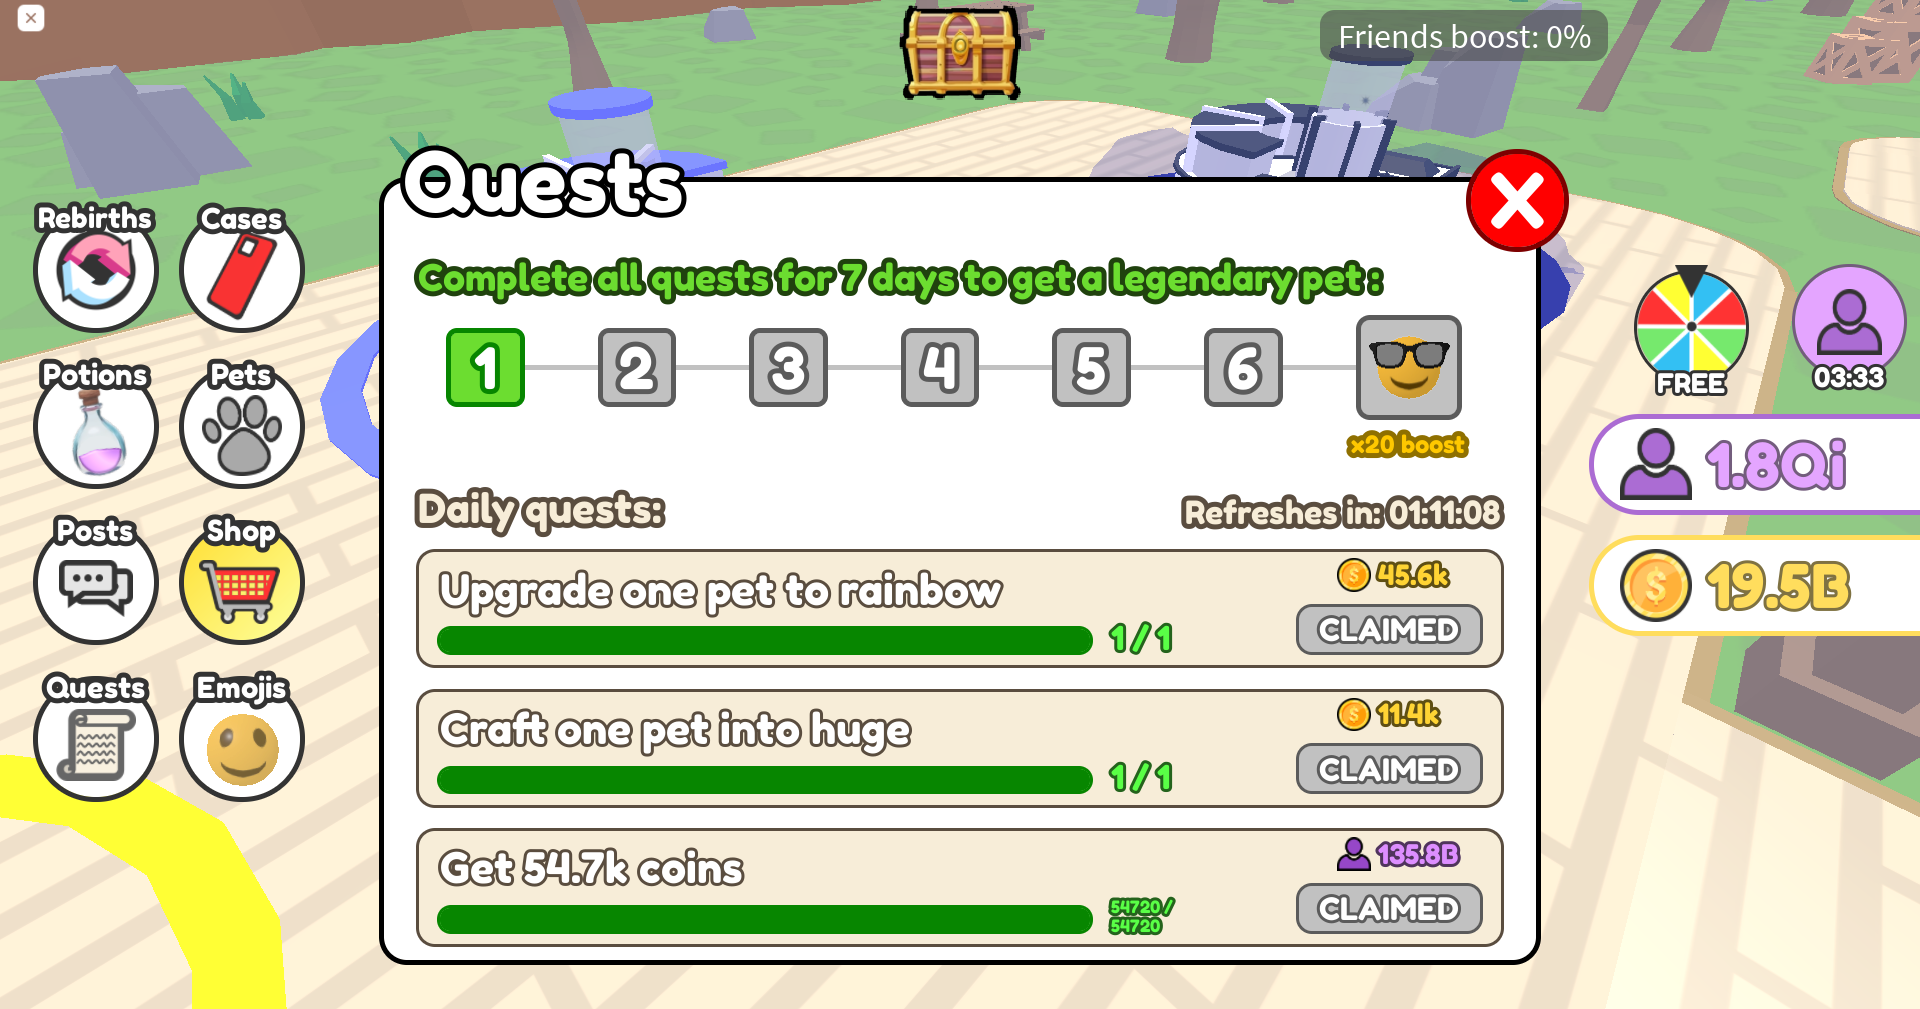 Friends boost: 0%
Quests
Rebirths
Cases
Complete all quests for 7 days to get a legendary pet :
1
2
3
4
5
6
x20 boost
Potions
Pets
FREE
03:33
1.8Qi
19.5B
Daily quests:
Refreshes in: 01:11:08
Posts
Shop
Upgrade one pet to rainbow
45.6k
1 / 1
CLAIMED
Quests
Emojis
Craft one pet into huge
11.4k
1 / 1
CLAIMED
Get 54.7k coins
135.8B
54720 /
54720
CLAIMED